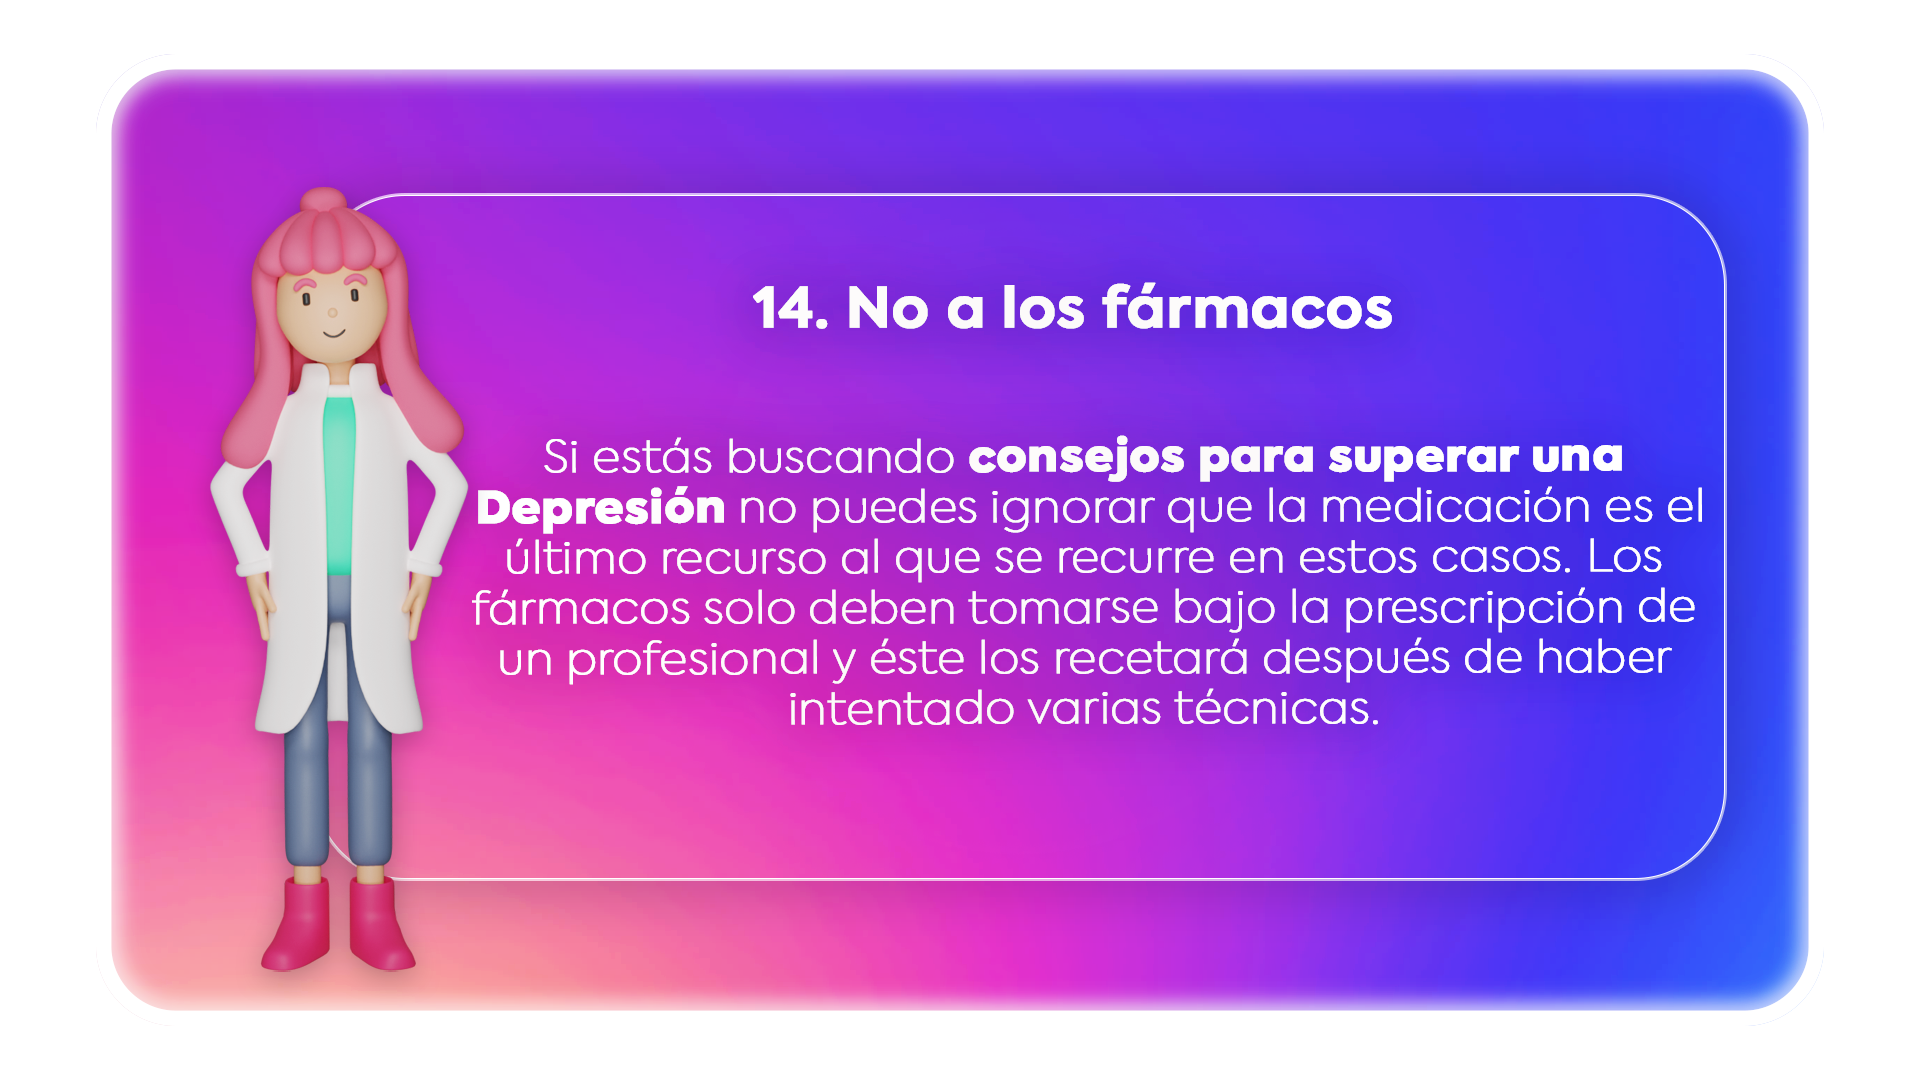 14. No a los fármacos
Si estás buscando consejos para superar una
Depresión no puedes ignorar que la medicación es el
último recurso al que se recurre en estos casos. Los
fármacos solo deben tomarse bajo la prescripción de
un profesional y éste los recetará después de haber
intentado varias técnicas.